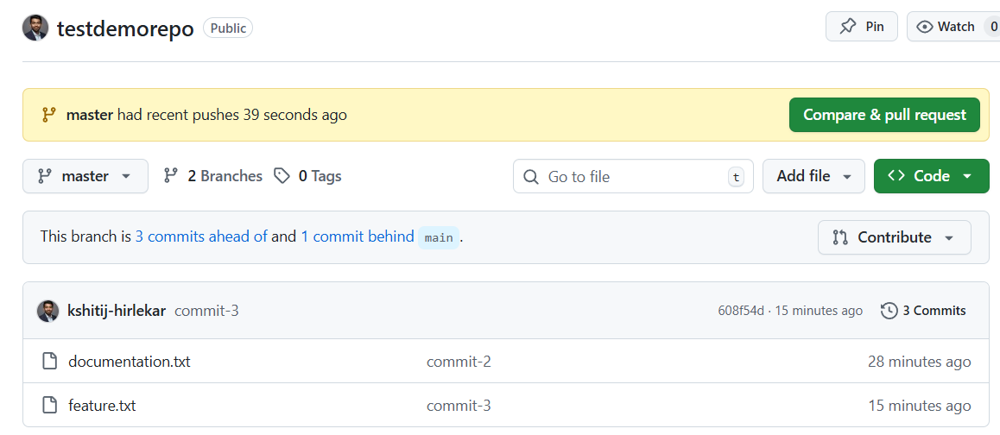 testdemorepo Public Pin Watch 0
master had recent pushes 39 seconds ago Compare & pull request
master 2 Branches 0 Tags Go to file t Add file Code
This branch is 3 commits ahead of and 1 commit behind main . Contribute
kshitij-hirlekar commit-3 608f54d · 15 minutes ago 3 Commits
documentation.txt commit-2 28 minutes ago
feature.txt commit-3 15 minutes ago